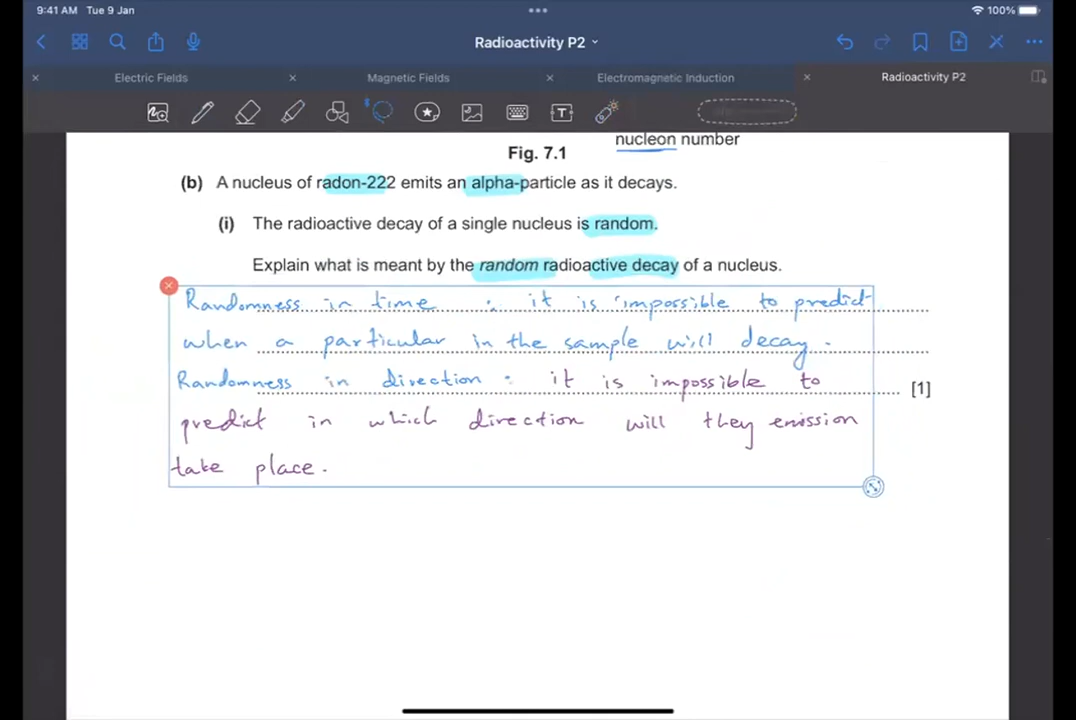 9:41 AM Tue 9 Jan
100%
Radioactivity P2
Electric Fields
Magnetic Fields
Electromagnetic Induction
Radioactivity P2
nucleon number
Fig. 7.1
(b) A nucleus of radon-222 emits an alpha-particle as it decays.
(i) The radioactive decay of a single nucleus is random.
Explain what is meant by the random radioactive decay of a nucleus.
Randomness in time : it is impossible to predict
when a particular in the sample will decay.
Randomness in direction : it is impossible to
[1]
predict in which direction will they emission
take place.